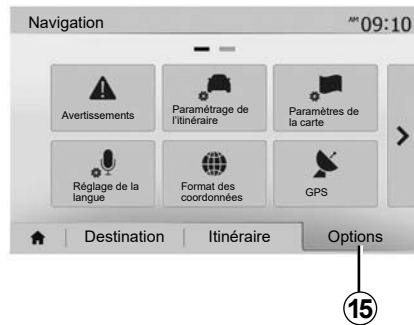 Navigation
AM 09:10
Avertissements
Paramétrage de
l'itinéraire
Paramètres de
la carte
Réglage de la
langue
Format des
coordonnées
GPS
Destination
Itinéraire
Options
15